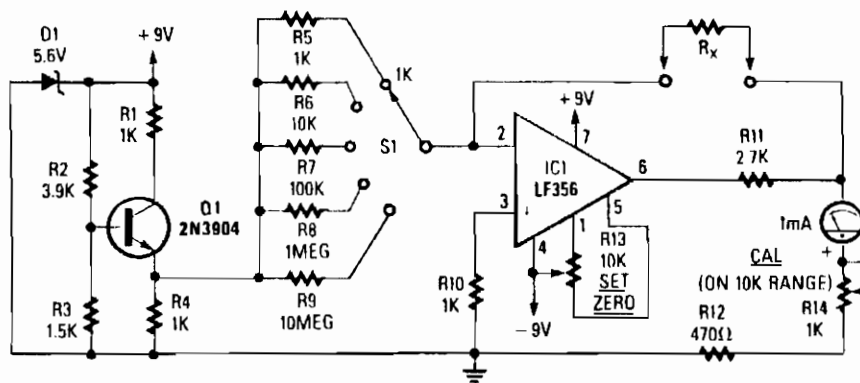 D1
5.6V
+9V
R1
1K
R2
3.9K
Q1
2N3904
R3
1.5K
R4
1K
R5
1K
R6
10K
R7
100K
R8
1MEG
R9
10MEG
1K
S1
2
3
R10
1K
+9V
7
IC1
LF356
6
5
4
1
-9V
R13
10K
SET
ZERO
Rx
R11
2.7K
1mA
+
CAL
(ON 10K RANGE)
R14
1K
R12
470Ω